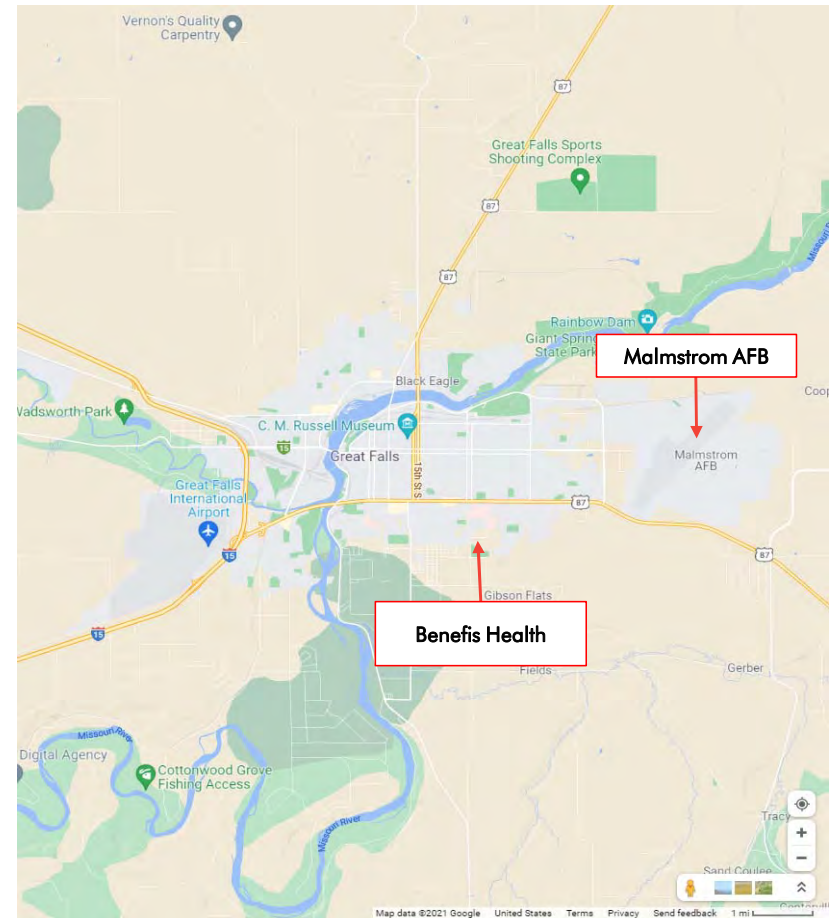 Vernon's Quality
Carpentry
87
Great Falls Sports
Shooting Complex
87
87
Missouri
Rainbow Dam
Giant Spring
State Park
Malmstrom AFB
Black Eagle
Coop
Wadsworth Park
C. M. Russell Museum
15
Great Falls
15th St S
Malmstrom
AFB
Great Falls
International
Airport
87
15
87
Gibson Flats
Benefis Health
15
Fields
Gerber
Missouri River
Digital Agency
Cottonwood Grove
Fishing Access
Missouri River
Tracy
Sand Coulee
Centerville
Map data ©2021 Google United States Terms Privacy Send feedback 1 mi